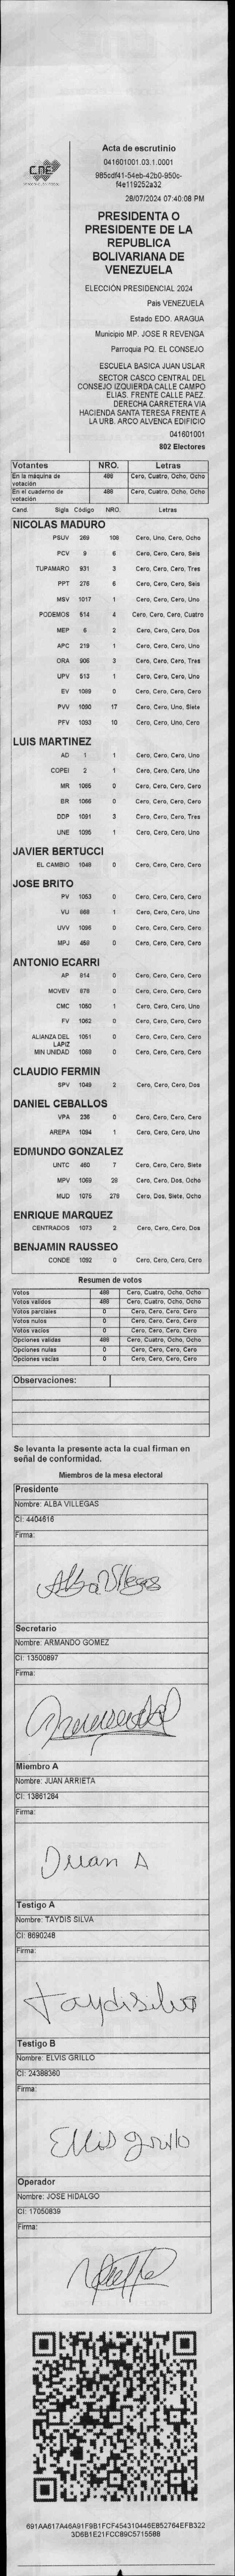 CNE
Acta de escrutinio
041601001.03.1.0001
985cdf41-54eb-42b0-950c-
f4e119252a32
28/07/2024 07:40:08 PM
PRESIDENTA O
PRESIDENTE DE LA
REPUBLICA
BOLIVARIANA DE
VENEZUELA
ELECCIÓN PRESIDENCIAL 2024
País VENEZUELA
Estado EDO. ARAGUA
Municipio MP. JOSE R REVENGA
Parroquia PQ. EL CONSEJO
ESCUELA BASICA JUAN USLAR
SECTOR CASCO CENTRAL DEL
CONSEJO IZQUIERDA CALLE CAMPO
ELIAS. FRENTE CALLE PAEZ.
DERECHA CARRETERA VIA
HACIENDA SANTA TERESA FRENTE A
LA URB. ARCO ALVENCA EDIFICIO
041601001
802 Electores
Votantes NRO. Letras
En la máquina de votación 488 Cero, Cuatro, Ocho, Ocho
En el cuaderno de votación 488 Cero, Cuatro, Ocho, Ocho
Cand. Sigls Código NRO. Letras
NICOLAS MADURO
PSUV 269 108 Cero, Uno, Cero, Ocho
PCV 9 6 Cero, Cero, Cero, Seis
TUPAMARO 931 3 Cero, Cero, Cero, Tres
PPT 276 6 Cero, Cero, Cero, Seis
MSV 1017 1 Cero, Cero, Cero, Uno
PODEMOS 514 4 Cero, Cero, Cero, Cuatro
MEP 6 2 Cero, Cero, Cero, Dos
APC 219 1 Cero, Cero, Cero, Uno
ORA 906 3 Cero, Cero, Cero, Tres
UPV 513 1 Cero, Cero, Cero, Uno
EV 1089 0 Cero, Cero, Cero, Cero
PVV 1090 17 Cero, Cero, Uno, Siete
PFV 1093 10 Cero, Cero, Uno, Cero
LUIS MARTINEZ
AD 1 1 Cero, Cero, Cero, Uno
COPEI 2 1 Cero, Cero, Cero, Uno
MR 1065 0 Cero, Cero, Cero, Cero
BR 1066 0 Cero, Cero, Cero, Cero
DDP 1091 3 Cero, Cero, Cero, Tres
UNE 1095 1 Cero, Cero, Cero, Uno
JAVIER BERTUCCI
EL CAMBIO 1048 0 Cero, Cero, Cero, Cero
JOSE BRITO
PV 1053 0 Cero, Cero, Cero, Cero
VU 668 1 Cero, Cero, Cero, Uno
UVV 1096 0 Cero, Cero, Cero, Cero
MPJ 458 0 Cero, Cero, Cero, Cero
ANTONIO ECARRI
AP 814 0 Cero, Cero, Cero, Cero
MOVEV 878 0 Cero, Cero, Cero, Cero
CMC 1050 1 Cero, Cero, Cero, Uno
FV 1062 0 Cero, Cero, Cero, Cero
ALIANZA DEL LAPIZ 1051 0 Cero, Cero, Cero, Cero
MIN UNIDAD 1068 0 Cero, Cero, Cero, Cero
CLAUDIO FERMIN
SPV 1049 2 Cero, Cero, Cero, Dos
DANIEL CEBALLOS
VPA 236 0 Cero, Cero, Cero, Cero
AREPA 1094 1 Cero, Cero, Cero, Uno
EDMUNDO GONZALEZ
UNTC 460 7 Cero, Cero, Cero, Siete
MPV 1069 28 Cero, Cero, Dos, Ocho
MUD 1075 278 Cero, Dos, Siete, Ocho
ENRIQUE MARQUEZ
CENTRADOS 1073 2 Cero, Cero, Cero, Dos
BENJAMIN RAUSSEO
CONDE 1092 0 Cero, Cero, Cero, Cero
Resumen de votos
Votos 488 Cero, Cuatro, Ocho, Ocho
Votos validos 488 Cero, Cuatro, Ocho, Ocho
Votos parciales 0 Cero, Cero, Cero, Cero
Votos nulos 0 Cero, Cero, Cero, Cero
Votos vacios 0 Cero, Cero, Cero, Cero
Opciones validas 488 Cero, Cuatro, Ocho, Ocho
Opciones nulas 0 Cero, Cero, Cero, Cero
Opciones vacias 0 Cero, Cero, Cero, Cero
Observaciones:
Se levanta la presente acta la cual firman en
señal de conformidad.
Miembros de la mesa electoral
Presidente
Nombre: ALBA VILLEGAS
CI: 4404616
Firma:
Alba Villegas
Secretario
Nombre: ARMANDO GOMEZ
CI: 13500897
Firma:
Miembro A
Nombre: JUAN ARRIETA
CI: 13861284
Firma:
Juan A
Testigo A
Nombre: TAYDIS SILVA
CI: 8690248
Firma:
Taydis Silva
Testigo B
Nombre: ELVIS GRILLO
CI: 24388360
Firma:
Elvis Grillo
Operador
Nombre: JOSE HIDALGO
CI: 17050839
Firma:
691AA617A46A91F9B1FCF454310446E852764EFB322
3D6B1E21FCC89C5715588